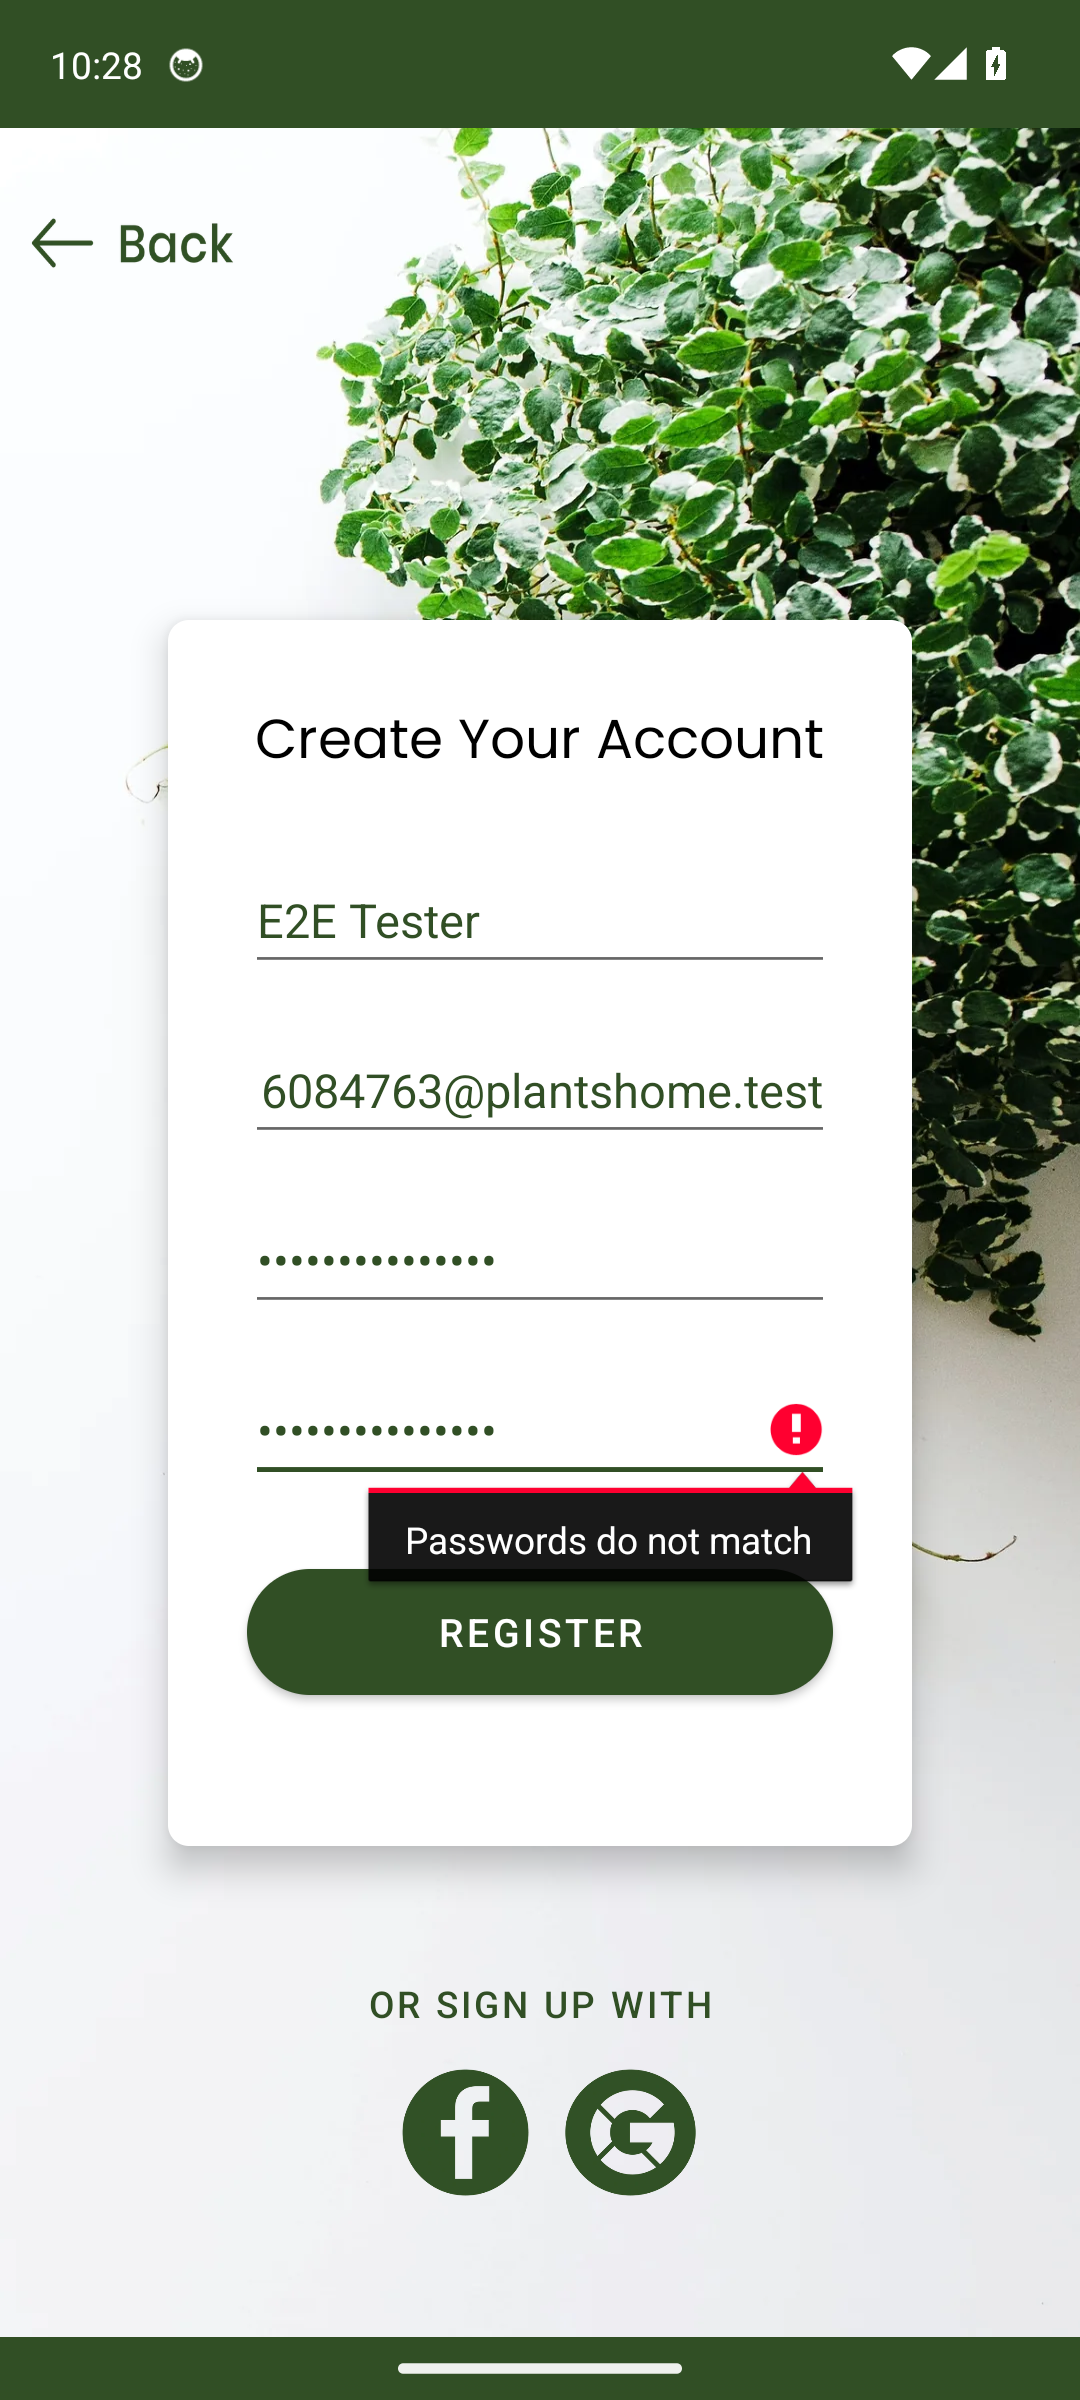 10:28
Back
Create Your Account
E2E Tester
6084763@plantshome.test
•••••••••••••••
•••••••••••••••
Passwords do not match
REGISTER
OR SIGN UP WITH